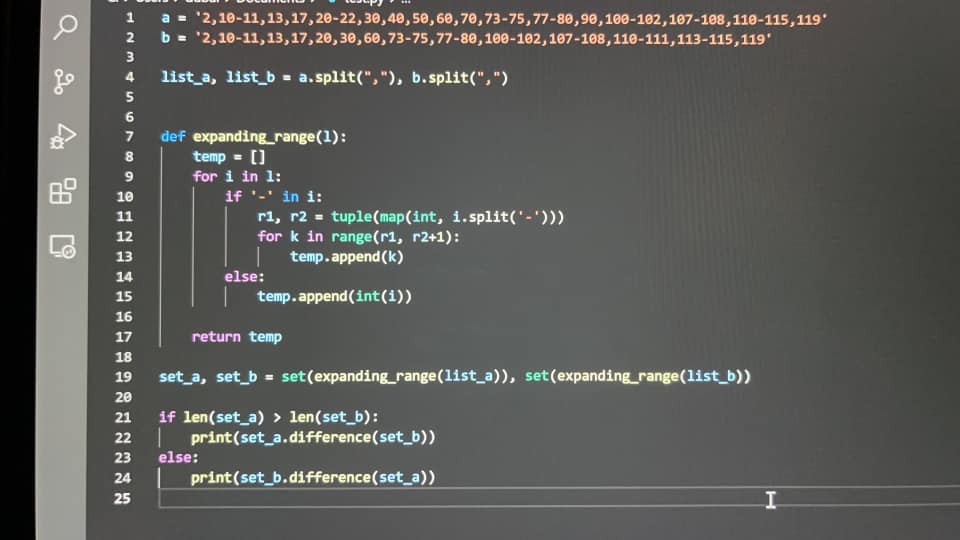 1 a = '2,10-11,13,17,20-22,30,40,50,60,70,73-75,77-80,90,100-102,107-108,110-115,119'
2 b = '2,10-11,13,17,20,30,60,73-75,77-80,100-102,107-108,110-111,113-115,119'
3
4 list_a, list_b = a.split(","), b.split(",")
5
6
7 def expanding_range(l):
8     temp = []
9     for i in l:
10         if '-' in i:
11             r1, r2 = tuple(map(int, i.split('-')))
12             for k in range(r1, r2+1):
13                 temp.append(k)
14         else:
15             temp.append(int(i))
16
17     return temp
18
19 set_a, set_b = set(expanding_range(list_a)), set(expanding_range(list_b))
20
21 if len(set_a) > len(set_b):
22     print(set_a.difference(set_b))
23 else:
24     print(set_b.difference(set_a))
25